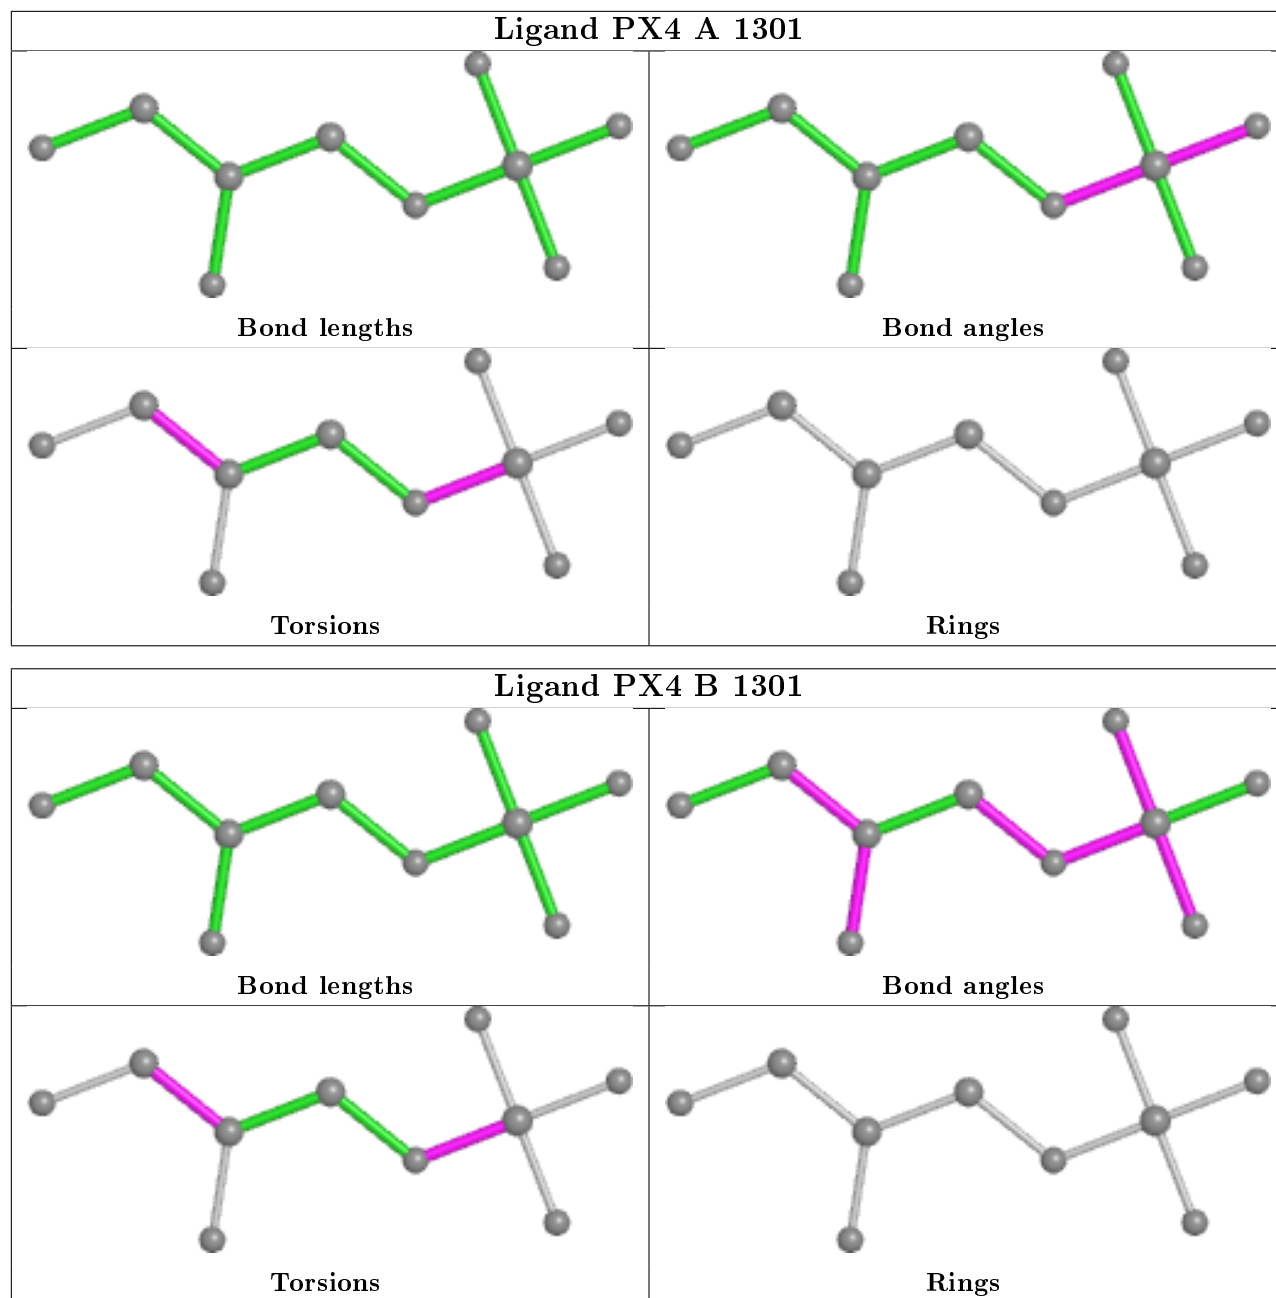 Ligand PX4 A 1301
Bond lengths
Bond angles
Torsions
Rings
Ligand PX4 B 1301
Bond lengths
Bond angles
Torsions
Rings